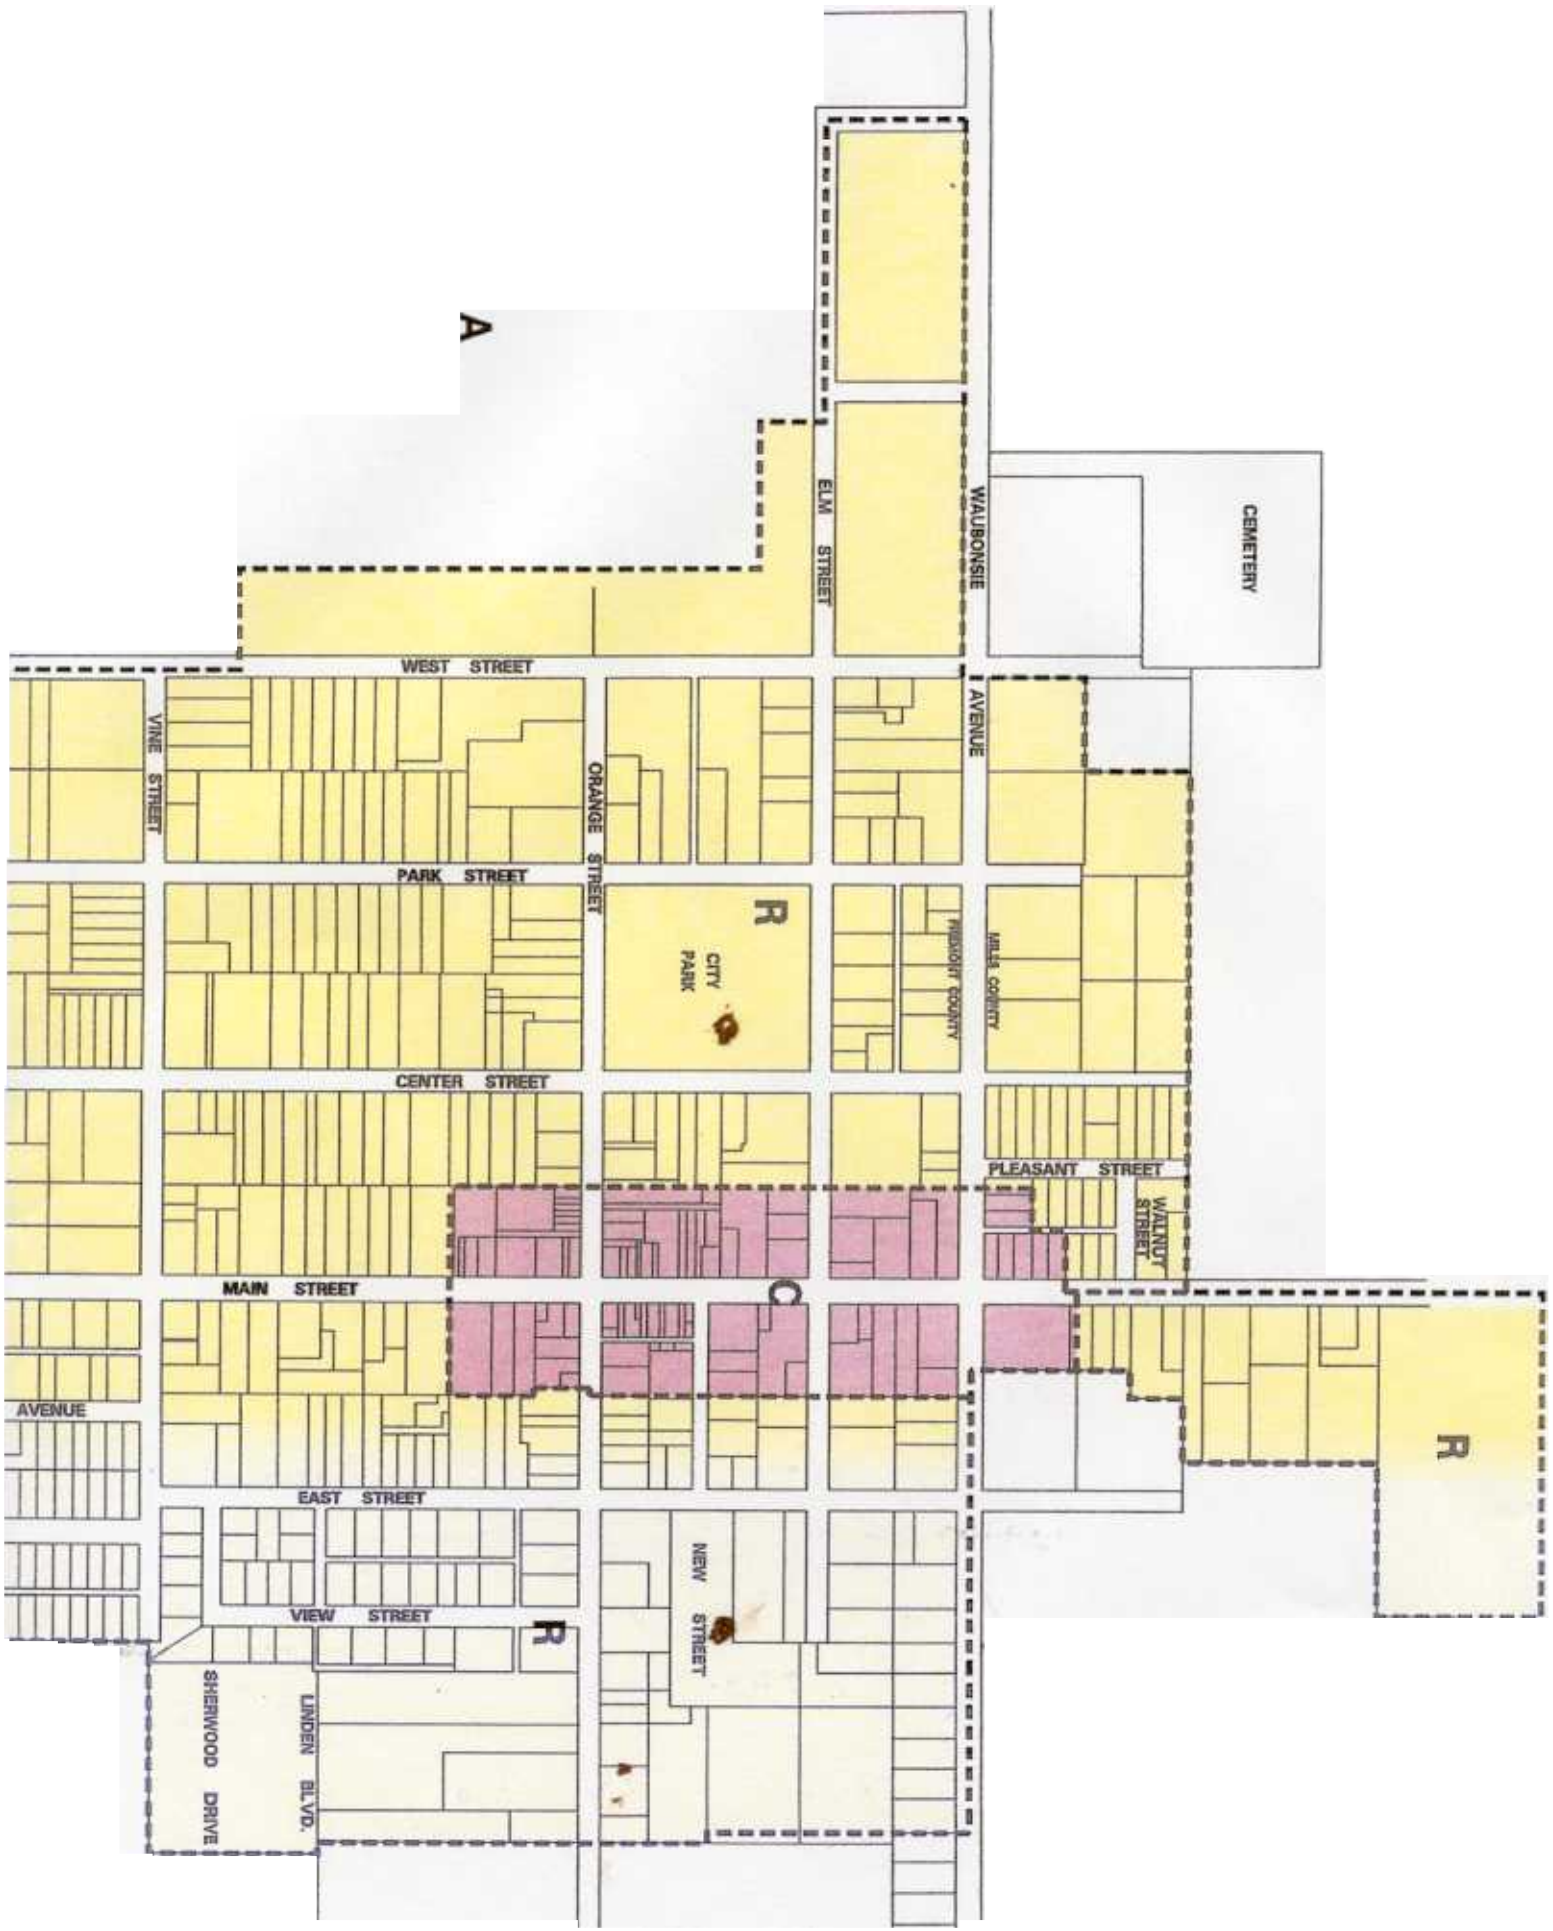 A
CEMETERY
ELM STREET
WAUBONSIE
AVENUE
WEST STREET
VINE STREET
ORANGE STREET
PARK STREET
R
CITY
PARK
FREMONT COUNTY
MILLS COUNTY
CENTER STREET
PLEASANT STREET
WALNUT
STREET
MAIN STREET
C
AVENUE
R
EAST STREET
NEW STREET
VIEW STREET
R
LINDEN BLVD.
SHERWOOD DRIVE